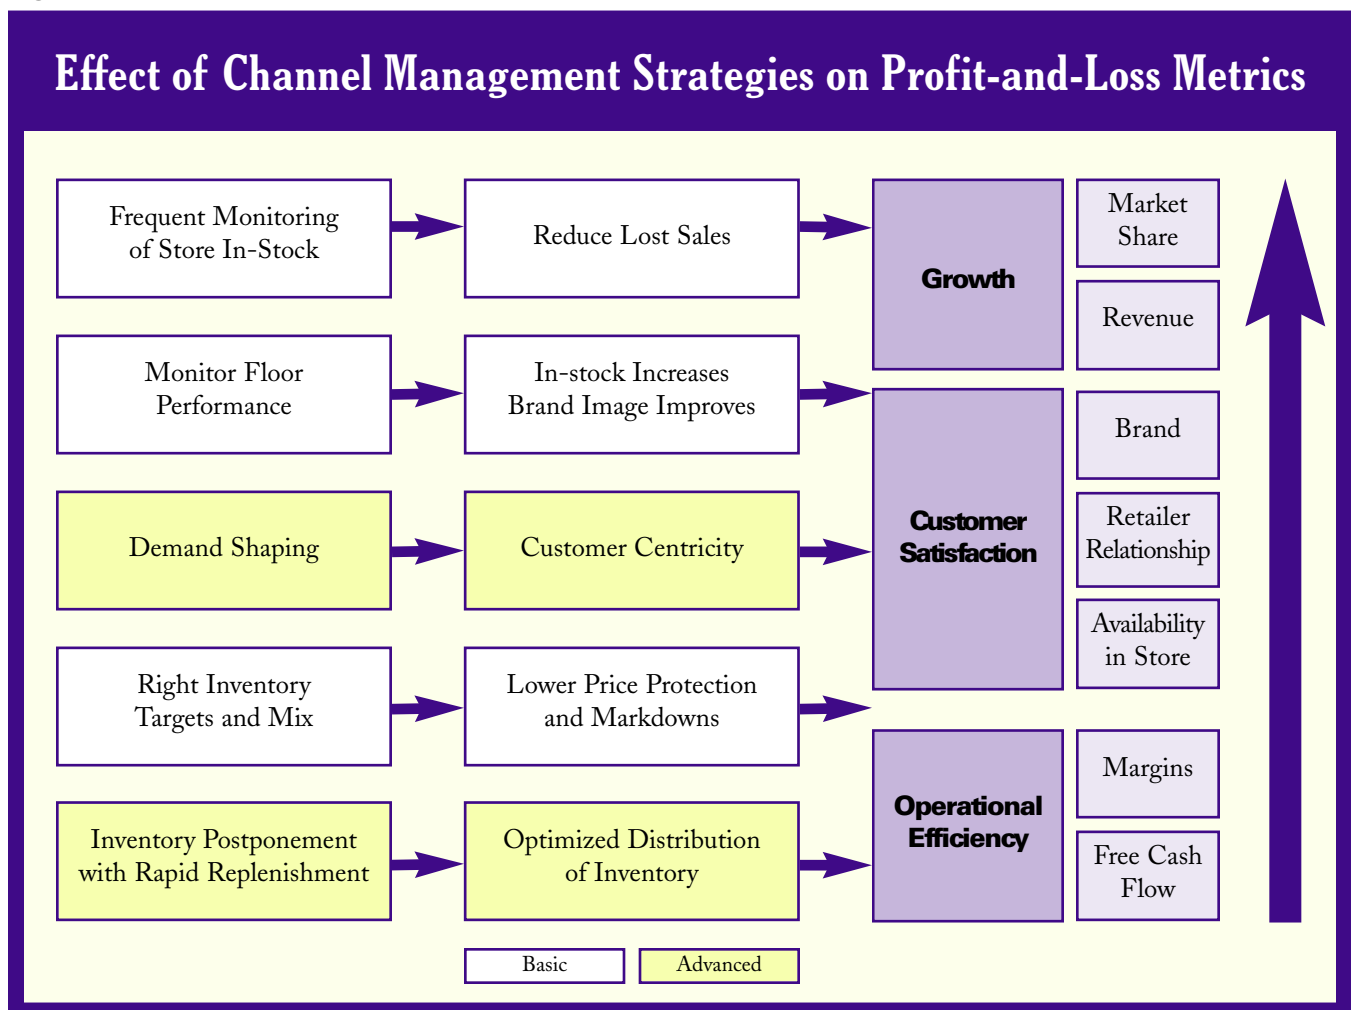 Effect of Channel Management Strategies on Profit-and-Loss Metrics
Frequent Monitoring
of Store In-Stock
Reduce Lost Sales
Growth
Market
Share
Revenue
Monitor Floor
Performance
In-stock Increases
Brand Image Improves
Customer
Satisfaction
Brand
Retailer
Relationship
Availability
in Store
Demand Shaping
Customer Centricity
Right Inventory
Targets and Mix
Lower Price Protection
and Markdowns
Operational
Efficiency
Margins
Free Cash
Flow
Inventory Postponement
with Rapid Replenishment
Optimized Distribution
of Inventory
Basic
Advanced